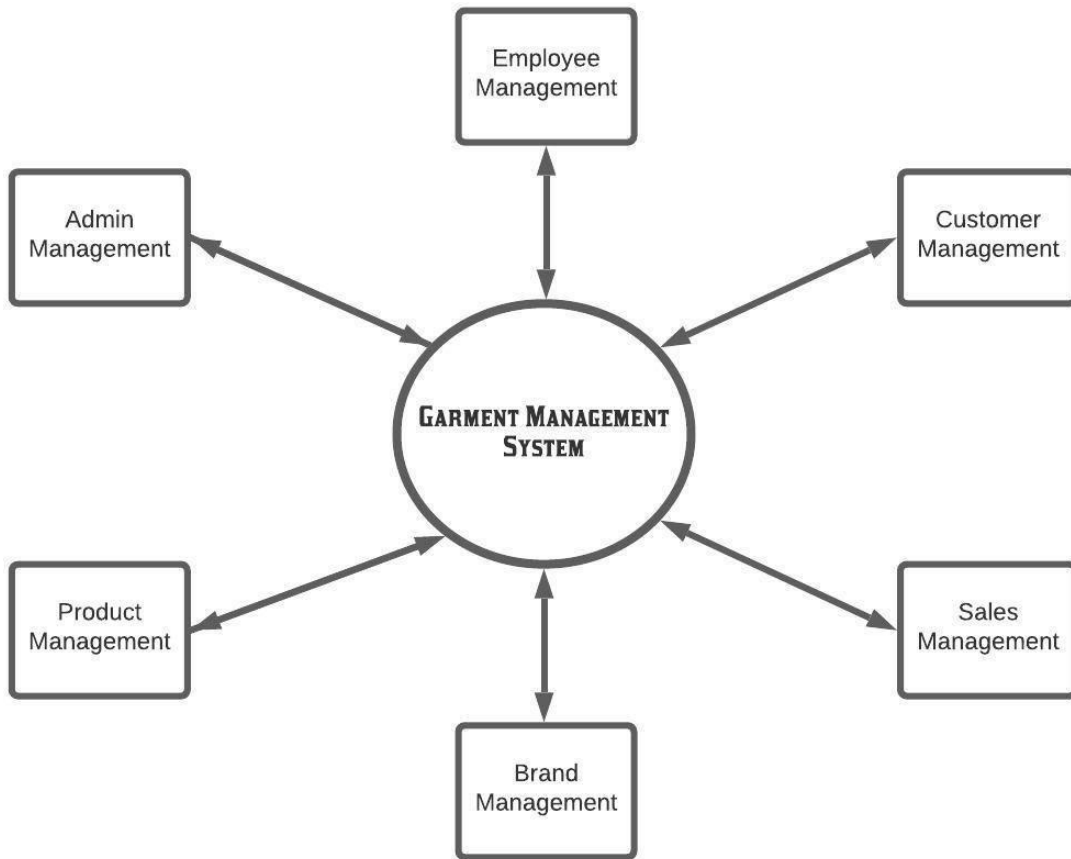 Employee
Management
Admin
Management
Customer
Management
GARMENT MANAGEMENT
SYSTEM
Product
Management
Sales
Management
Brand
Management